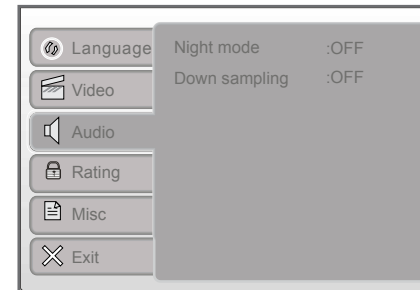 Language
Video
Audio
Rating
Misc
Exit
Night mode :OFF
Down sampling :OFF